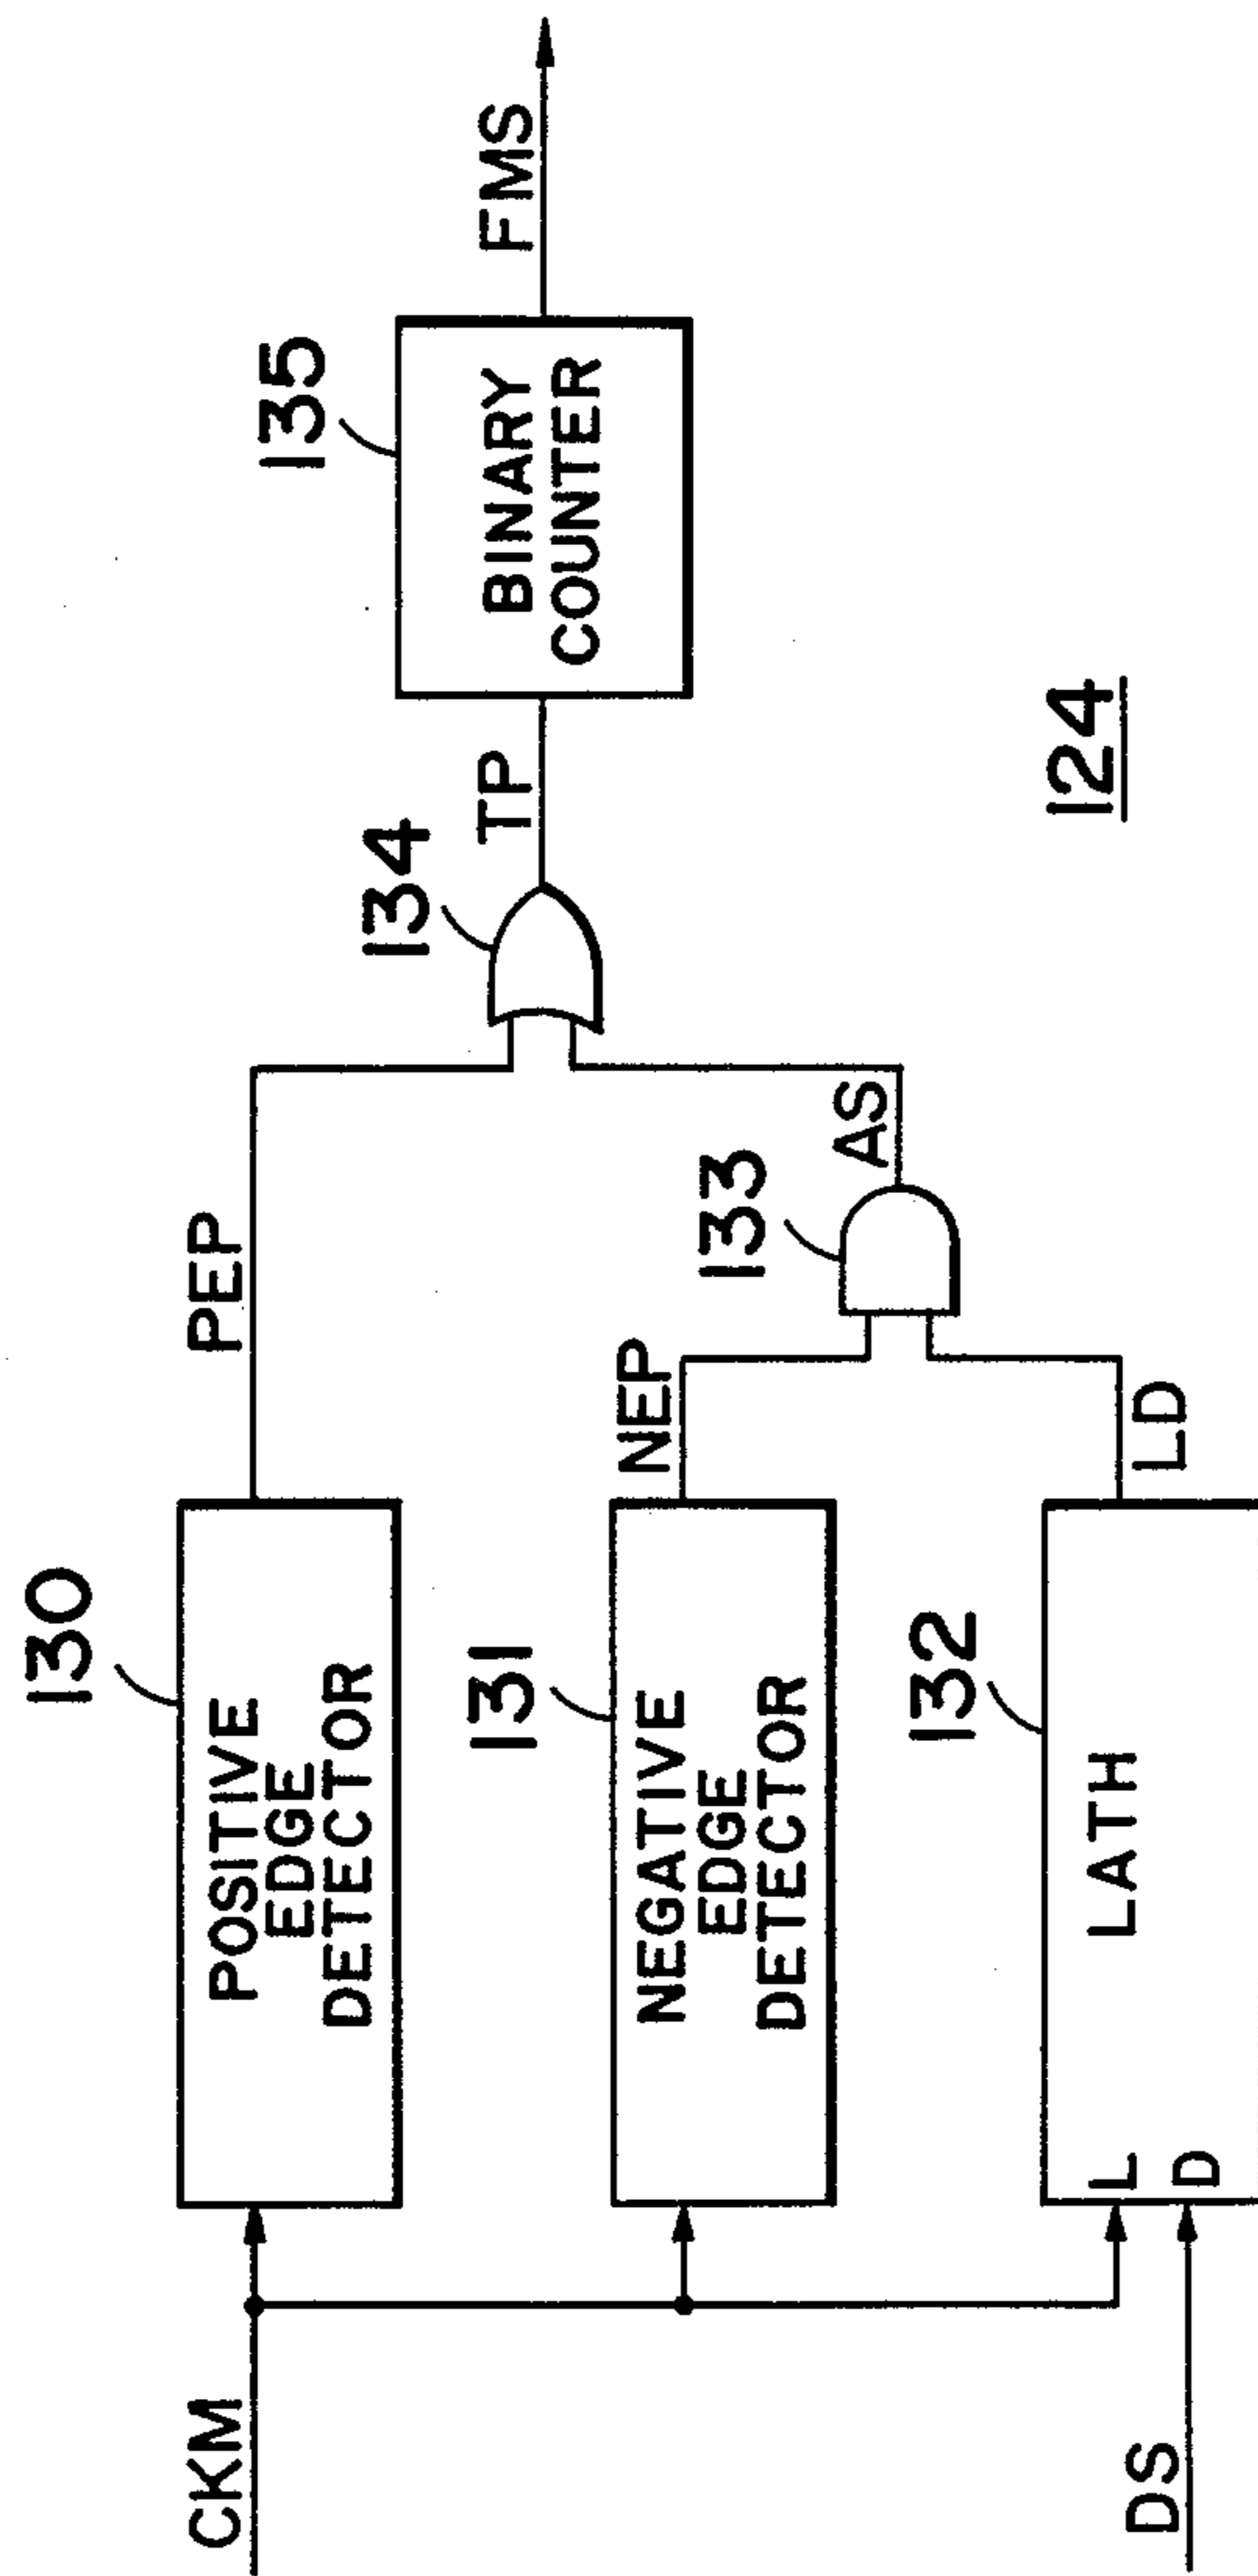 CKM
DS
130
POSITIVE
EDGE
DETECTOR
131
NEGATIVE
EDGE
DETECTOR
132
L
D
LATH
PEP
NEP
LD
133
AS
134
TP
135
BINARY
COUNTER
FMS
124